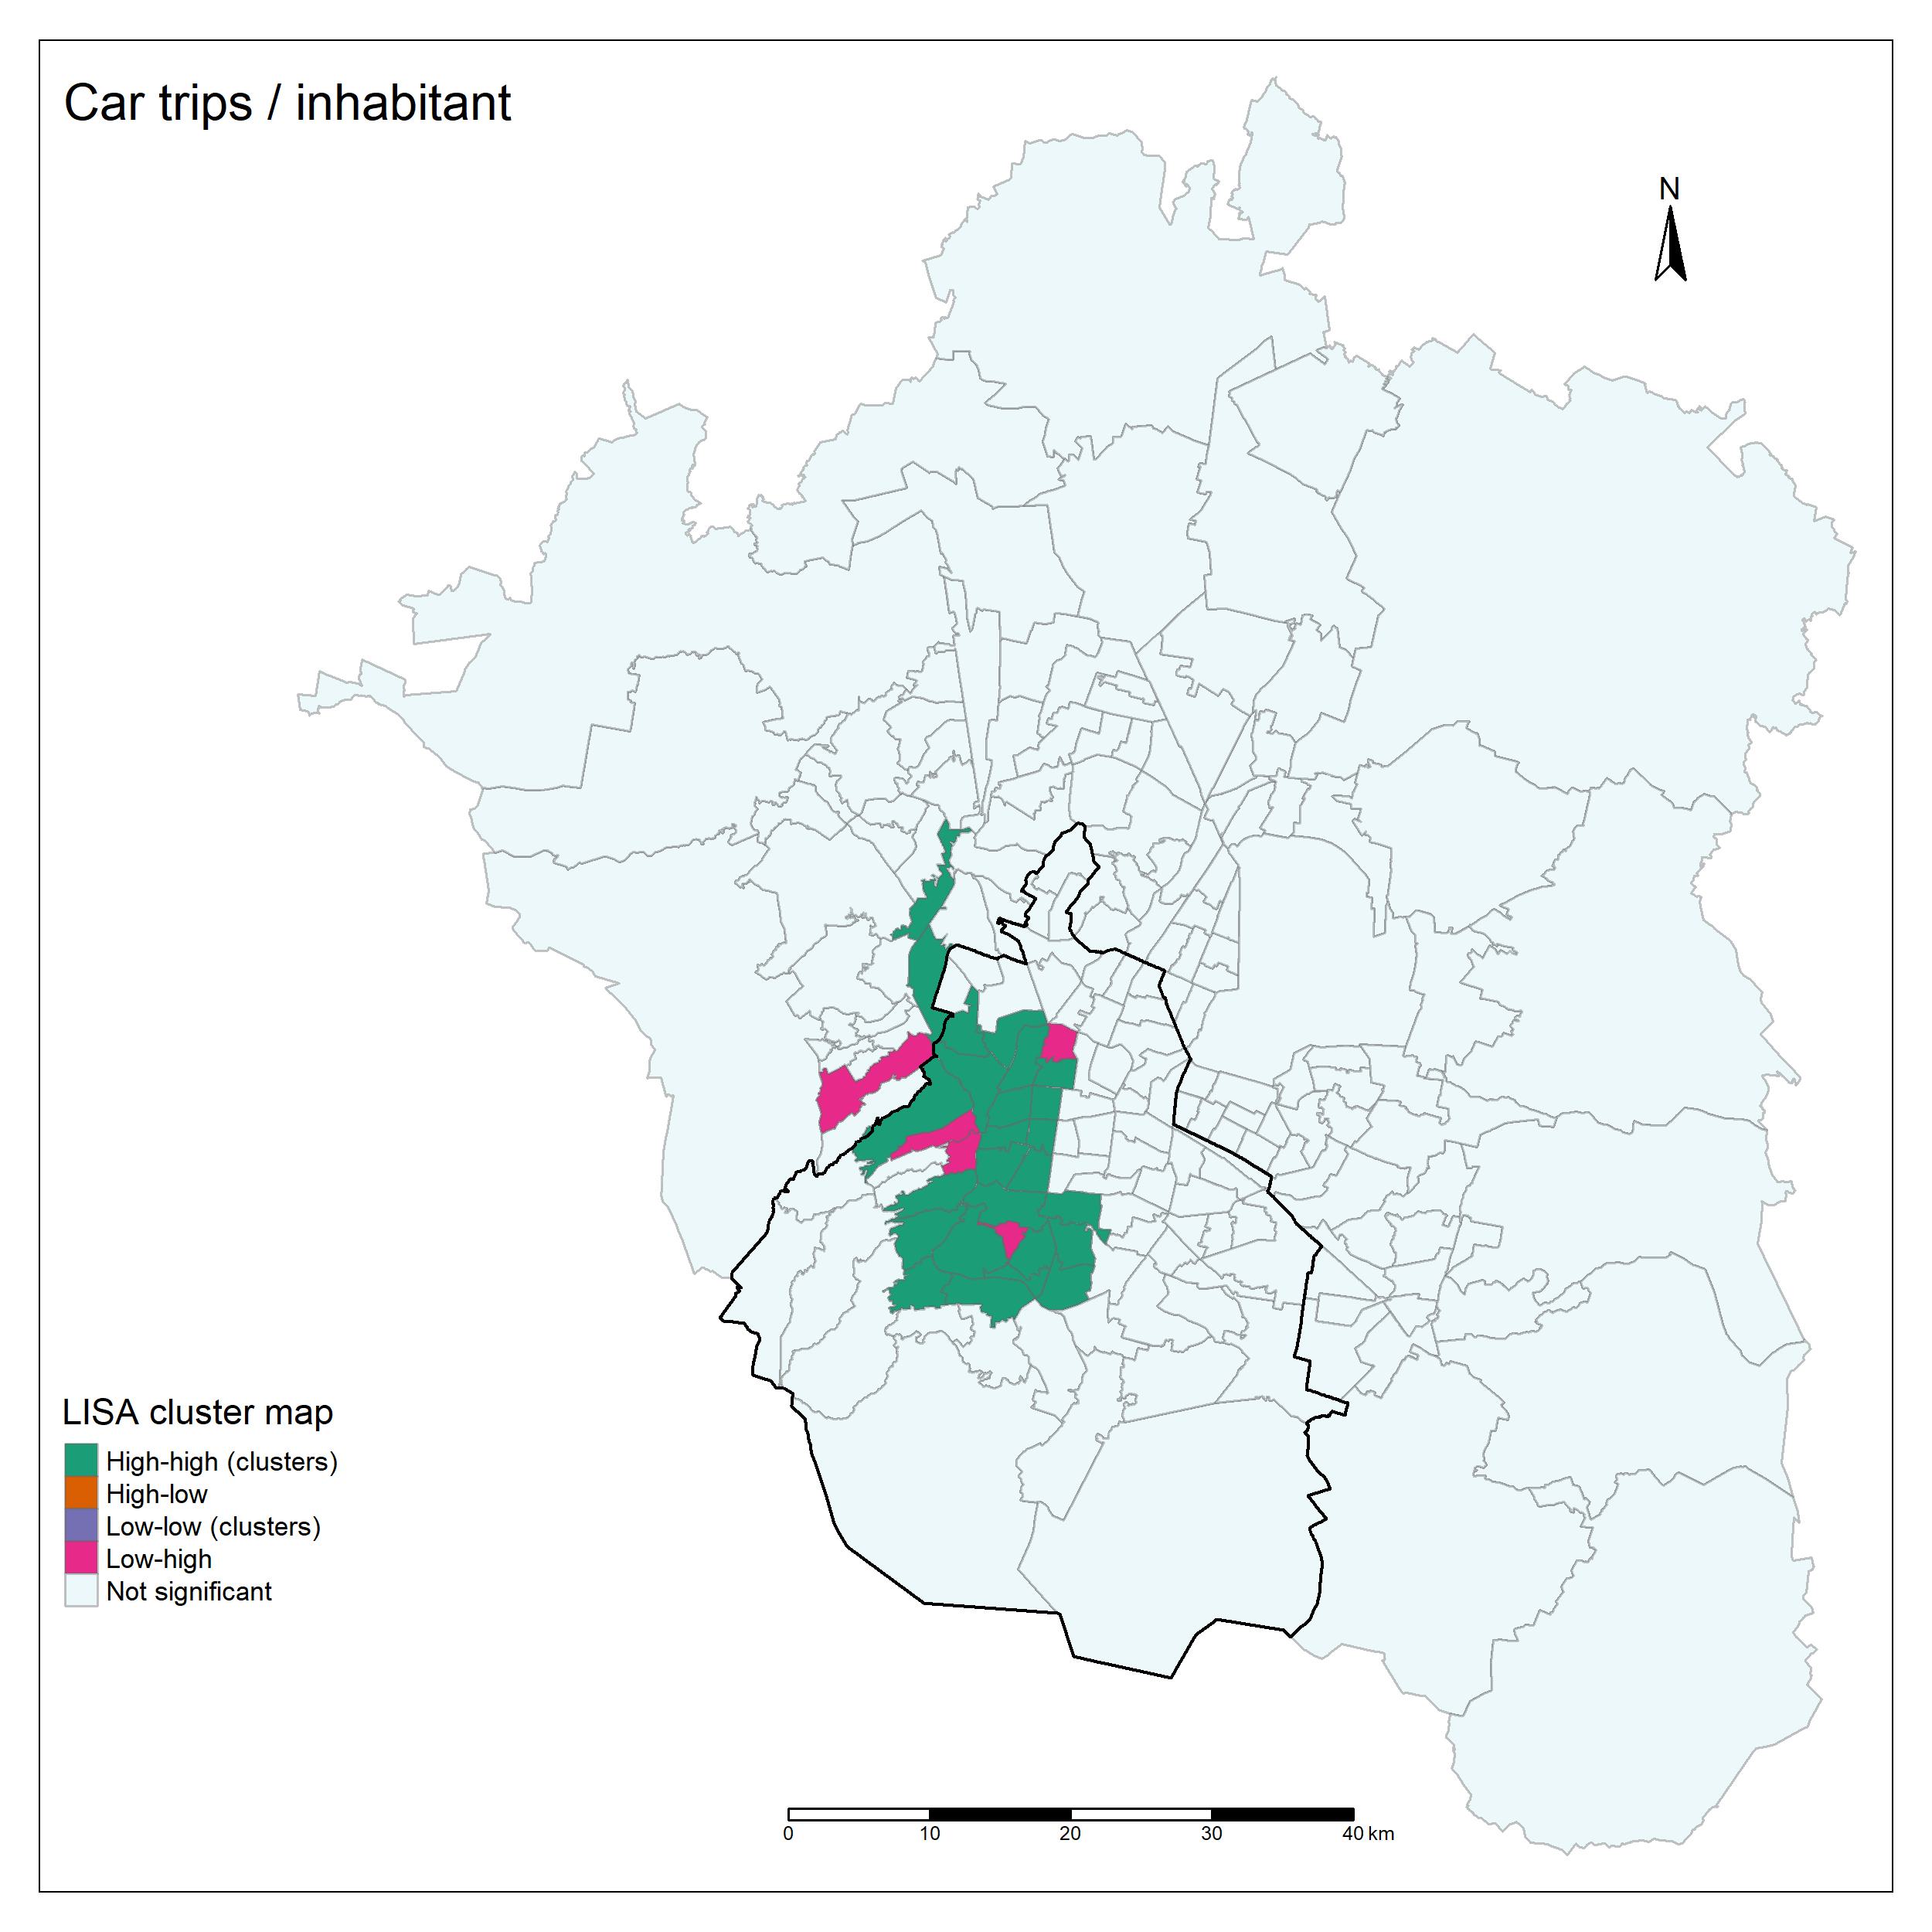 Car trips / inhabitant
N
LISA cluster map
High-high (clusters)
High-low
Low-low (clusters)
Low-high
Not significant
0 10 20 30 40 km